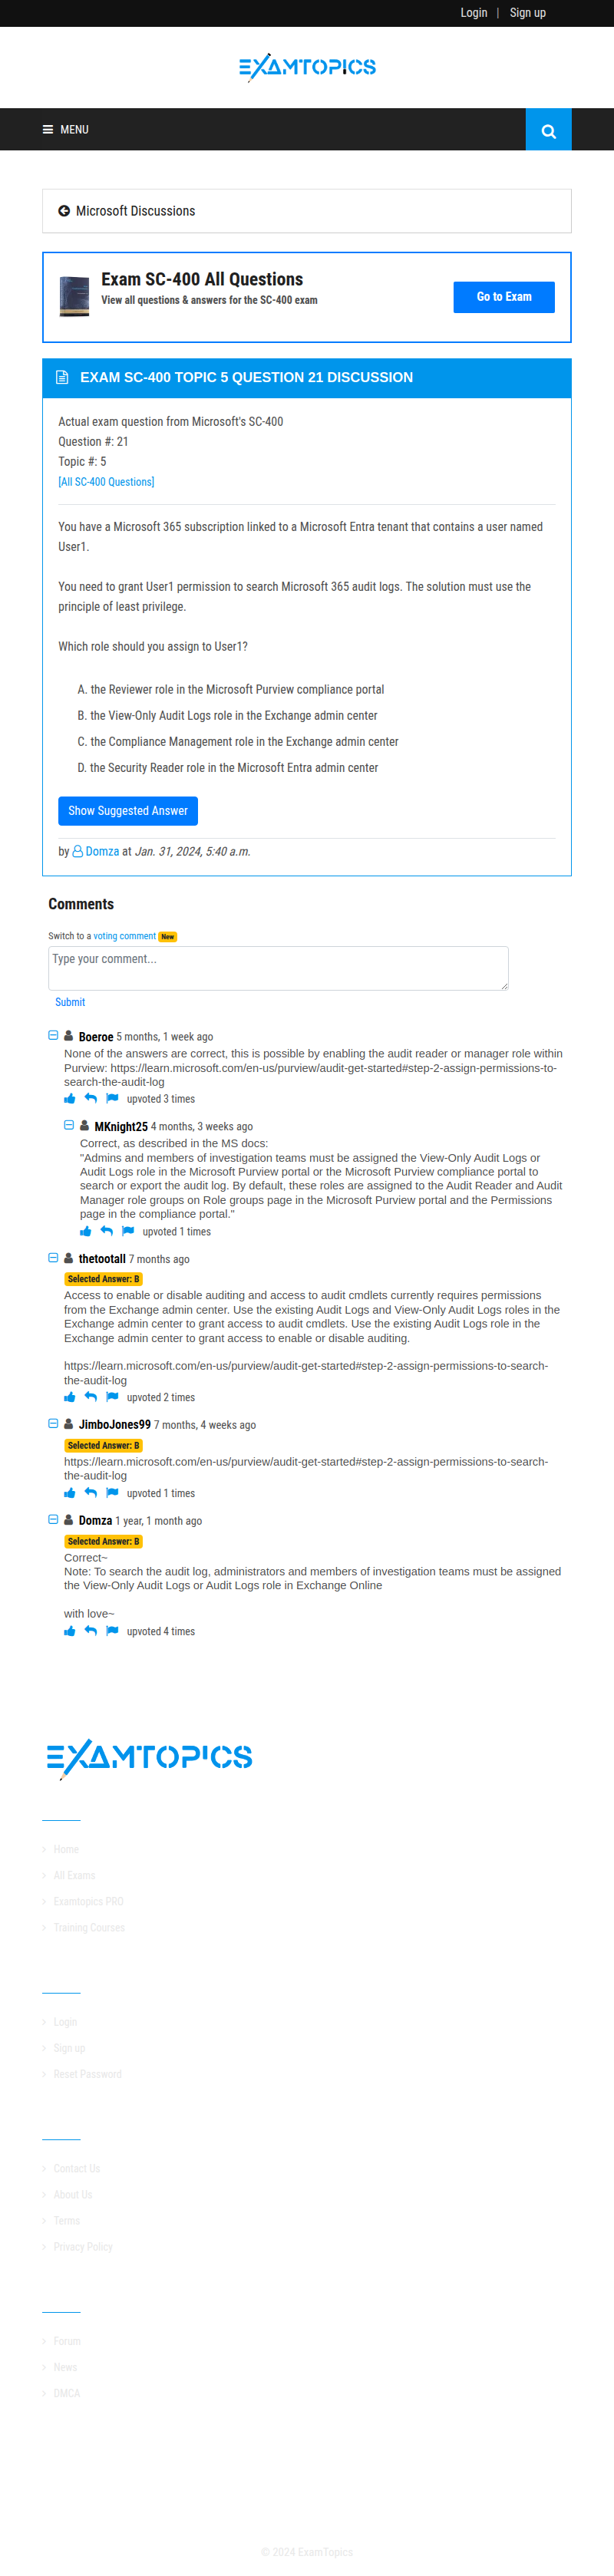 Login | Sign up
EXAMTOPICS
MENU
Microsoft Discussions
Exam SC-400 All Questions
View all questions & answers for the SC-400 exam
Go to Exam
EXAM SC-400 TOPIC 5 QUESTION 21 DISCUSSION
Actual exam question from Microsoft's SC-400
Question #: 21
Topic #: 5
[All SC-400 Questions]
You have a Microsoft 365 subscription linked to a Microsoft Entra tenant that contains a user named
User1.
You need to grant User1 permission to search Microsoft 365 audit logs. The solution must use the
principle of least privilege.
Which role should you assign to User1?
A. the Reviewer role in the Microsoft Purview compliance portal
B. the View-Only Audit Logs role in the Exchange admin center
C. the Compliance Management role in the Exchange admin center
D. the Security Reader role in the Microsoft Entra admin center
Show Suggested Answer
by Domza at Jan. 31, 2024, 5:40 a.m.
Comments
Switch to a voting comment New
Type your comment...
Submit
Boeroe 5 months, 1 week ago
None of the answers are correct, this is possible by enabling the audit reader or manager role within
Purview: https://learn.microsoft.com/en-us/purview/audit-get-started#step-2-assign-permissions-to-
search-the-audit-log
upvoted 3 times
MKnight25 4 months, 3 weeks ago
Correct, as described in the MS docs:
"Admins and members of investigation teams must be assigned the View-Only Audit Logs or
Audit Logs role in the Microsoft Purview portal or the Microsoft Purview compliance portal to
search or export the audit log. By default, these roles are assigned to the Audit Reader and Audit
Manager role groups on Role groups page in the Microsoft Purview portal and the Permissions
page in the compliance portal."
upvoted 1 times
thetootall 7 months ago
Selected Answer: B
Access to enable or disable auditing and access to audit cmdlets currently requires permissions
from the Exchange admin center. Use the existing Audit Logs and View-Only Audit Logs roles in the
Exchange admin center to grant access to audit cmdlets. Use the existing Audit Logs role in the
Exchange admin center to grant access to enable or disable auditing.
https://learn.microsoft.com/en-us/purview/audit-get-started#step-2-assign-permissions-to-search-
the-audit-log
upvoted 2 times
JimboJones99 7 months, 4 weeks ago
Selected Answer: B
https://learn.microsoft.com/en-us/purview/audit-get-started#step-2-assign-permissions-to-search-
the-audit-log
upvoted 1 times
Domza 1 year, 1 month ago
Selected Answer: B
Correct~
Note: To search the audit log, administrators and members of investigation teams must be assigned
the View-Only Audit Logs or Audit Logs role in Exchange Online
with love~
upvoted 4 times
EXAMTOPICS
Home
All Exams
Examtopics PRO
Training Courses
Login
Sign up
Reset Password
Contact Us
About Us
Terms
Privacy Policy
Forum
News
DMCA
© 2024 ExamTopics